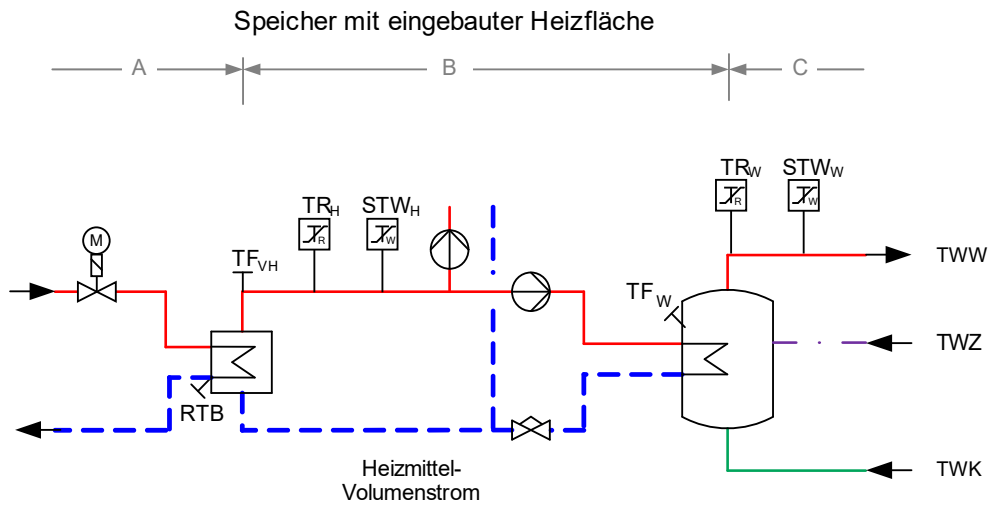 Speicher mit eingebauter Heizfläche
A B C
TRH STWH TRW STWW
R W R W
M
TFVH
TWW
TFW
TWZ
RTB
Heizmittel-
Volumenstrom
TWK